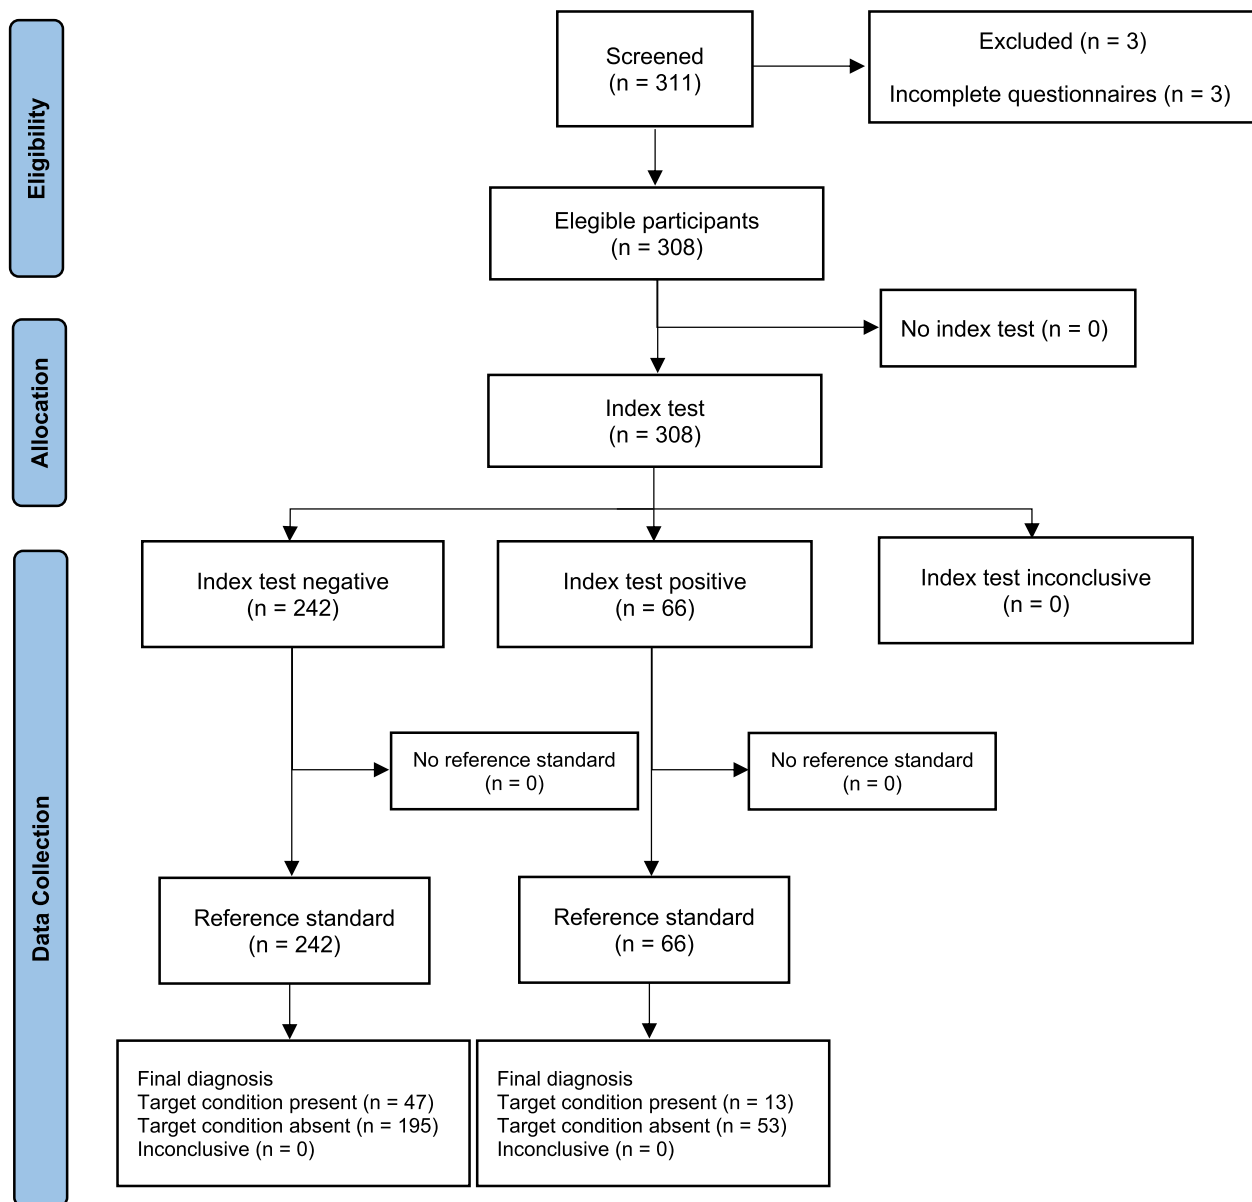 Eligibility
Screened
(n = 311)
Excluded (n = 3)
Incomplete questionnaires (n = 3)
Elegible participants
(n = 308)
No index test (n = 0)
Allocation
Index test
(n = 308)
Data Collection
Index test negative
(n = 242)
Index test positive
(n = 66)
Index test inconclusive
(n = 0)
No reference standard
(n = 0)
No reference standard
(n = 0)
Reference standard
(n = 242)
Reference standard
(n = 66)
Final diagnosis
Target condition present (n = 47)
Target condition absent (n = 195)
Inconclusive (n = 0)
Final diagnosis
Target condition present (n = 13)
Target condition absent (n = 53)
Inconclusive (n = 0)